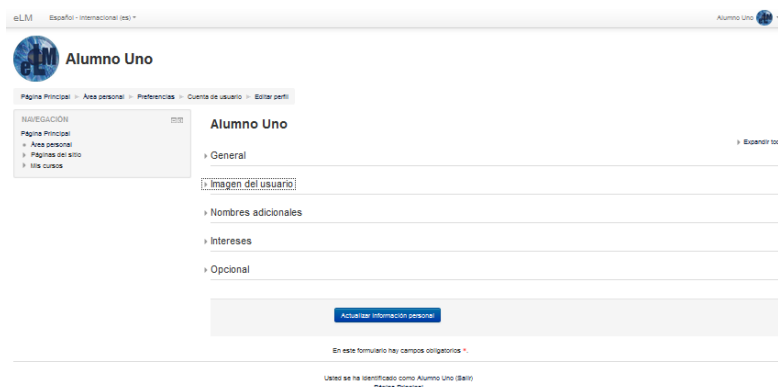 eLM Español - Internacional (es) Alumno Uno
eLM
Alumno Uno
Página Principal Área personal Preferencias Cuenta de usuario Editar perfil
NAVEGACIÓN
Página Principal
Área personal
Páginas del sitio
Mis cursos
Alumno Uno
Expandir to
General
Imagen del usuario
Nombres adicionales
Intereses
Opcional
Actualizar información personal
En este formulario hay campos obligatorios *.
Usted se ha identificado como Alumno Uno (Salir)
Página Principal